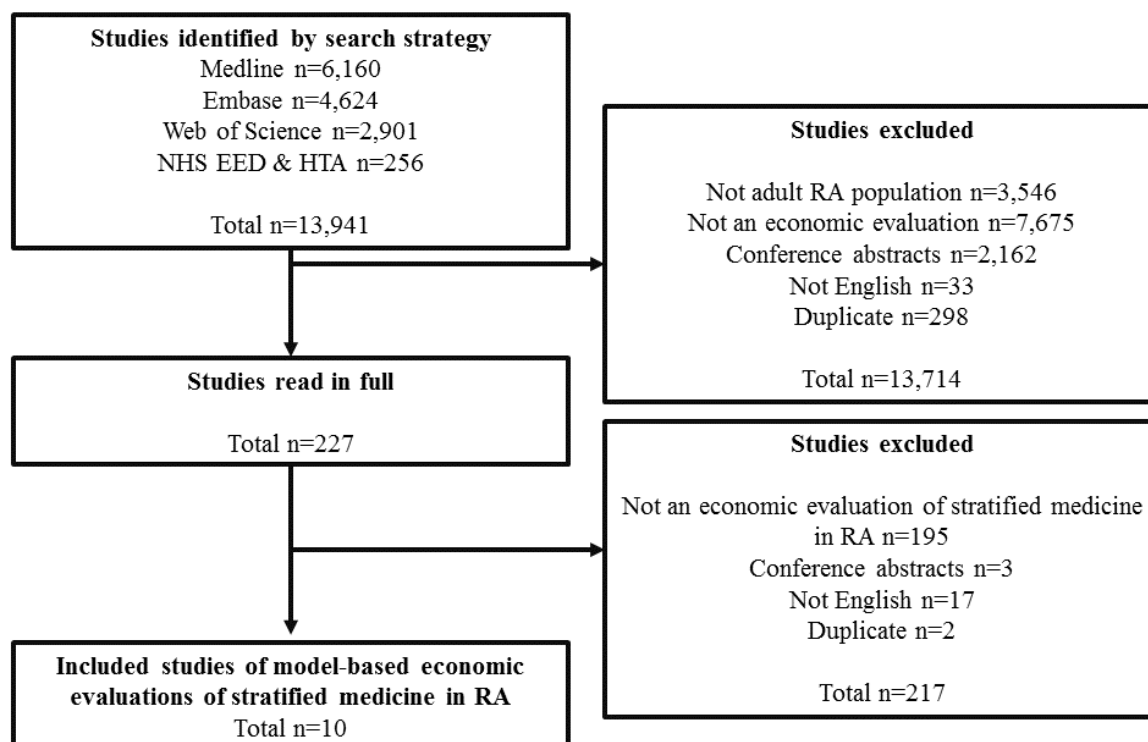 Studies identified by search strategy
Medline n=6,160
Embase n=4,624
Web of Science n=2,901
NHS EED & HTA n=256
Total n=13,941
Studies excluded
Not adult RA population n=3,546
Not an economic evaluation n=7,675
Conference abstracts n=2,162
Not English n=33
Duplicate n=298
Total n=13,714
Studies read in full
Total n=227
Studies excluded
Not an economic evaluation of stratified medicine
in RA n=195
Conference abstracts n=3
Not English n=17
Duplicate n=2
Total n=217
Included studies of model-based economic
evaluations of stratified medicine in RA
Total n=10